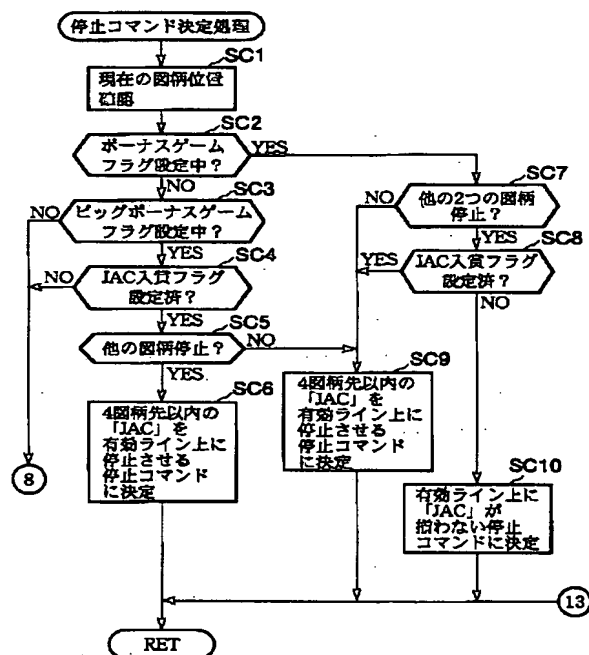 停止コマンド決定処理
SC1
現在の図柄位置
確認
SC2
ボーナスゲーム
フラグ設定中？
YES
NO
SC3
ビッグボーナスゲーム
フラグ設定中？
NO
YES
SC4
JAC入賞フラグ
設定済？
NO
YES
SC5
他の図柄停止？
NO
YES
SC6
4図柄先以内の
「JAC」を
有効ライン上に
停止させる
停止コマンド
に決定
8
SC7
他の2つの図柄
停止？
NO
YES
SC8
JAC入賞フラグ
設定済？
YES
NO
SC9
4図柄先以内の
「JAC」を
有効ライン上に
停止させる
停止コマンド
に決定
SC10
有効ライン上に
「JAC」が
揃わない停止
コマンドに決定
13
RET